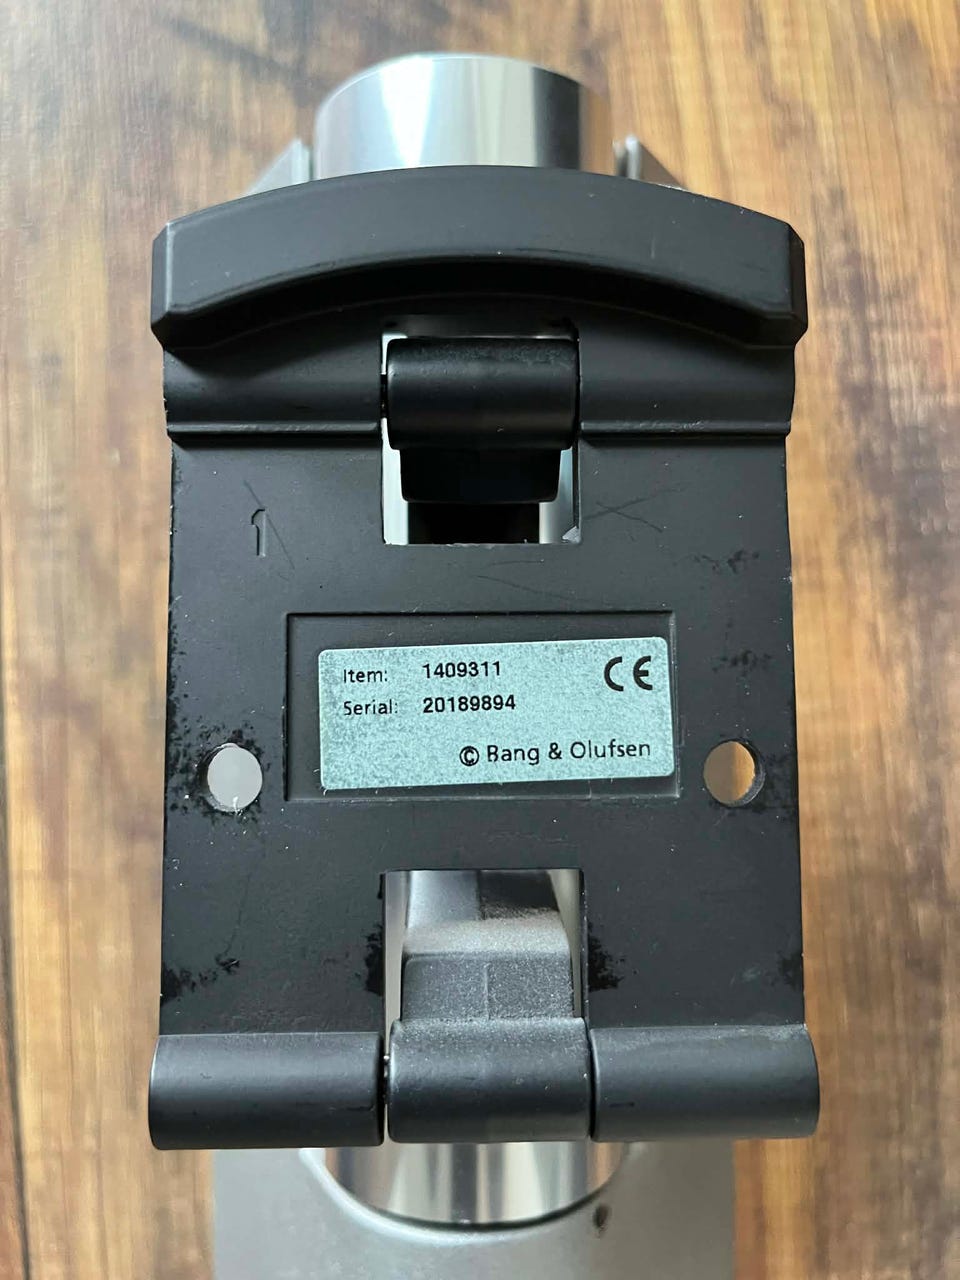 1
Item: 1409311
Serial: 20189894
CE
© Bang & Olufsen